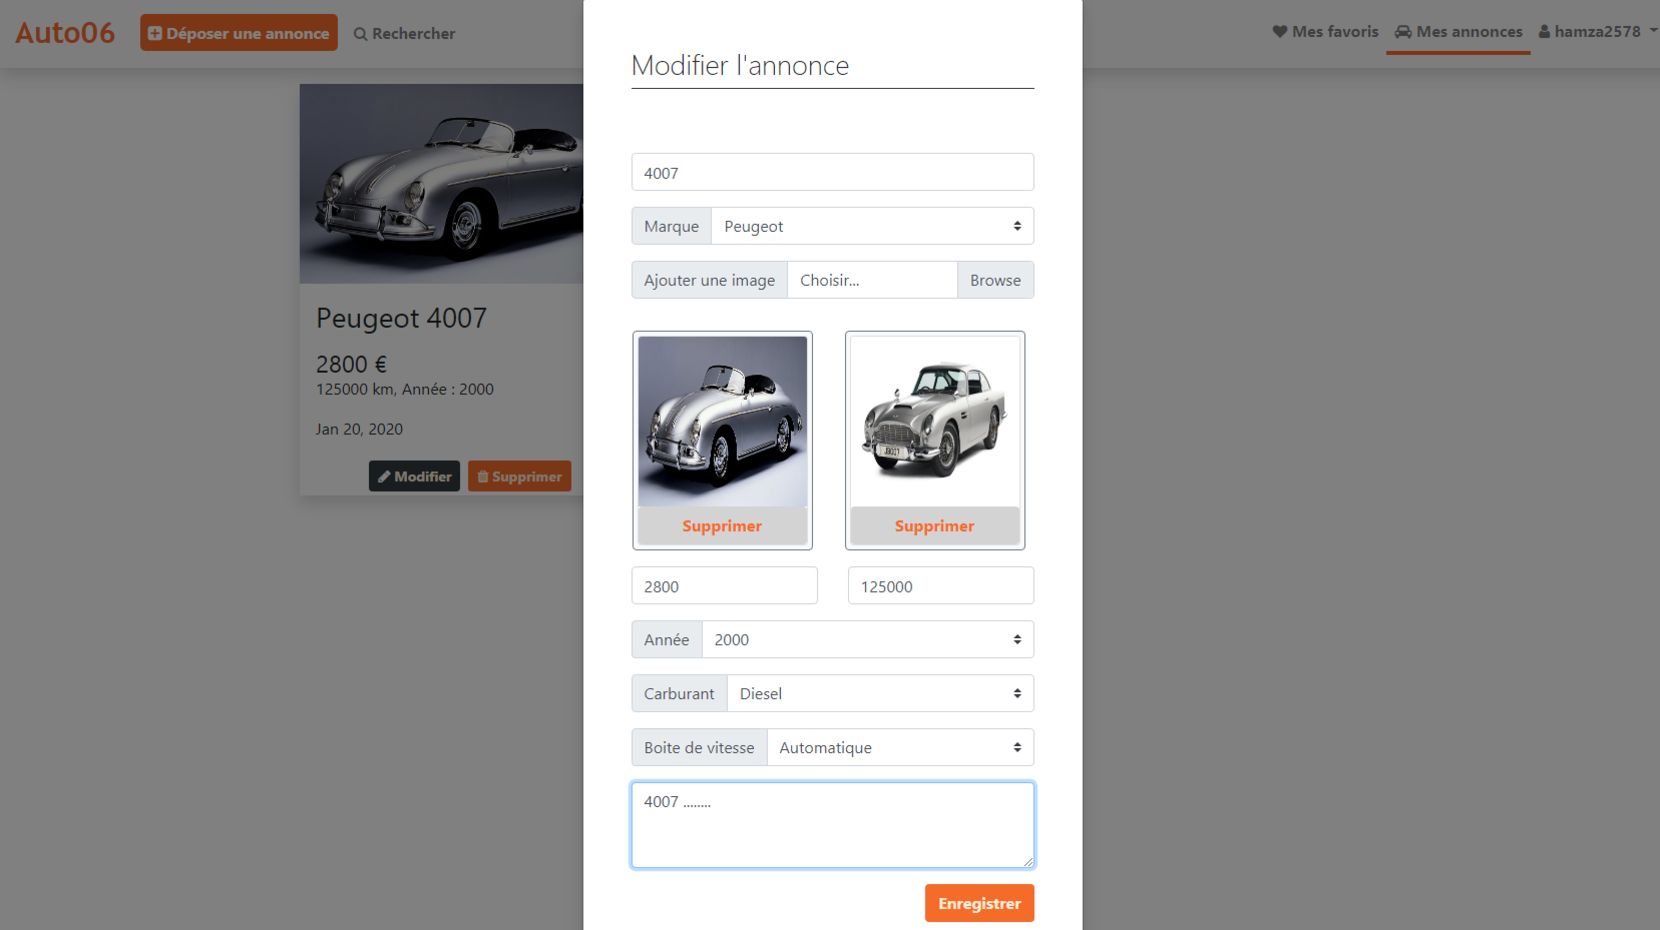 Auto06
Déposer une annonce
Rechercher
Mes favoris
Mes annonces
hamza2578
Peugeot 4007
2800 €
125000 km, Année : 2000
Jan 20, 2020
Modifier
Supprimer
Modifier l'annonce
4007
Marque
Peugeot
Ajouter une image
Choisir...
Browse
Supprimer
Supprimer
2800
125000
Année
2000
Carburant
Diesel
Boite de vitesse
Automatique
4007 ........
Enregistrer